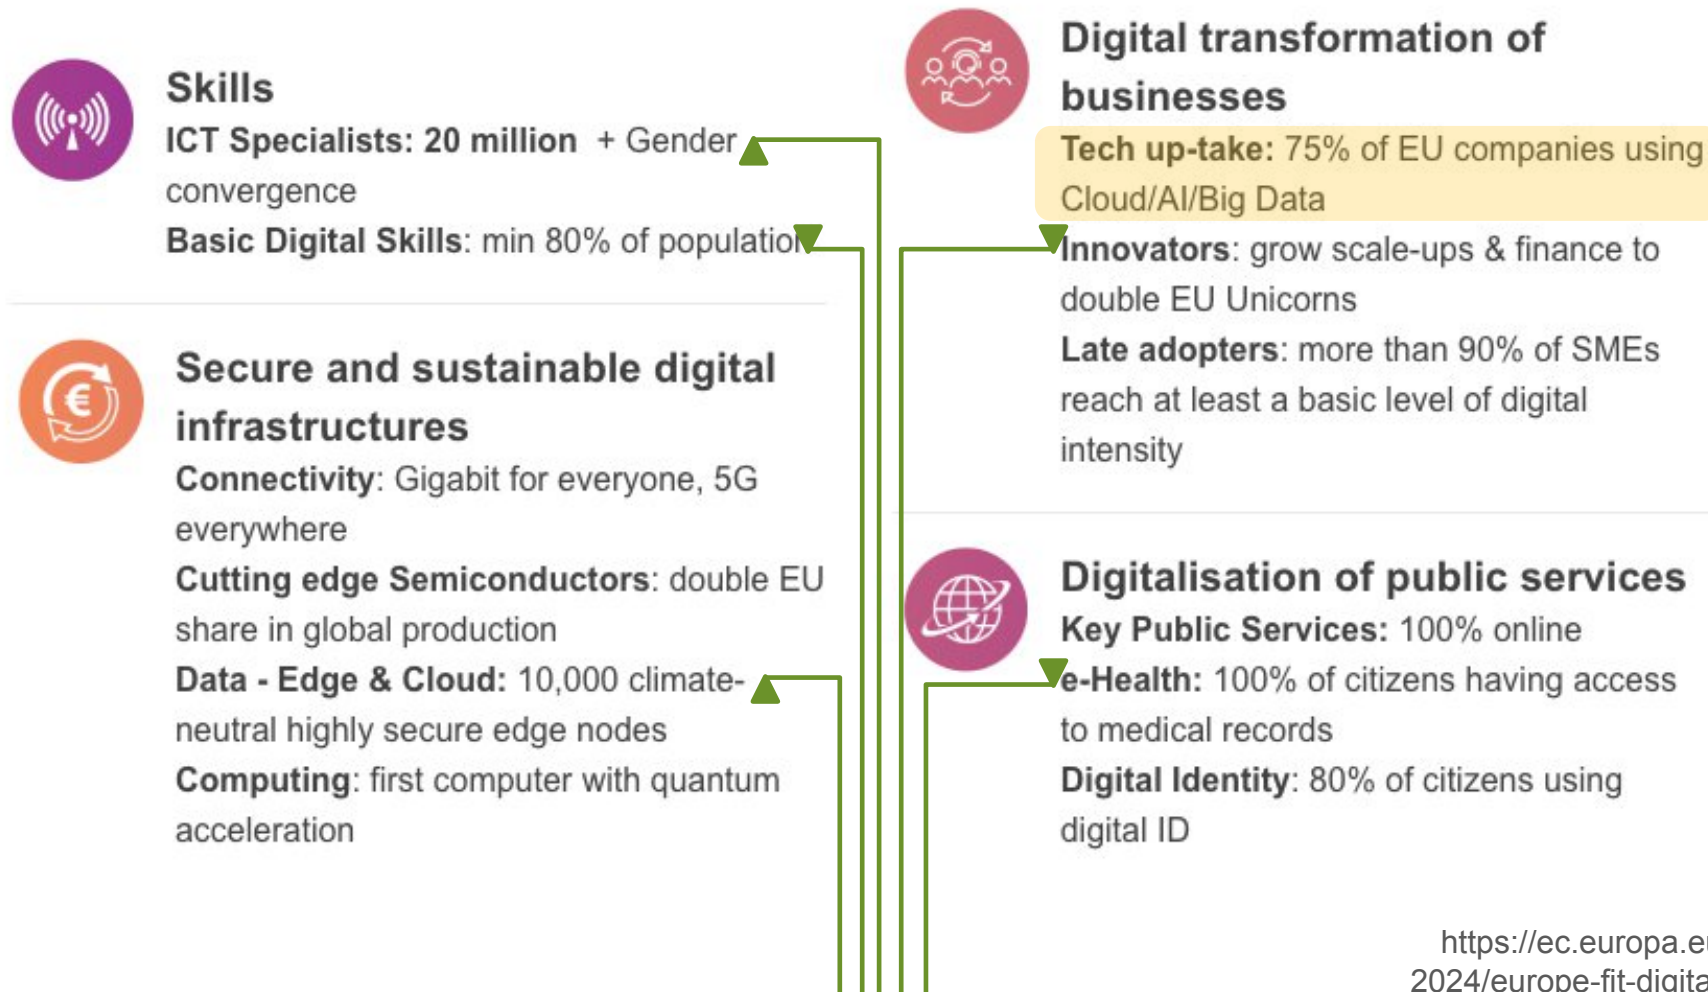 Skills
ICT Specialists: 20 million + Gender
convergence
Basic Digital Skills: min 80% of population
Secure and sustainable digital
infrastructures
Connectivity: Gigabit for everyone, 5G
everywhere
Cutting edge Semiconductors: double EU
share in global production
Data - Edge & Cloud: 10,000 climate-
neutral highly secure edge nodes
Computing: first computer with quantum
acceleration
Digital transformation of
businesses
Tech up-take: 75% of EU companies using
Cloud/AI/Big Data
Innovators: grow scale-ups & finance to
double EU Unicorns
Late adopters: more than 90% of SMEs
reach at least a basic level of digital
intensity
Digitalisation of public services
Key Public Services: 100% online
e-Health: 100% of citizens having access
to medical records
Digital Identity: 80% of citizens using
digital ID
https://ec.europa.eu
2024/europe-fit-digita